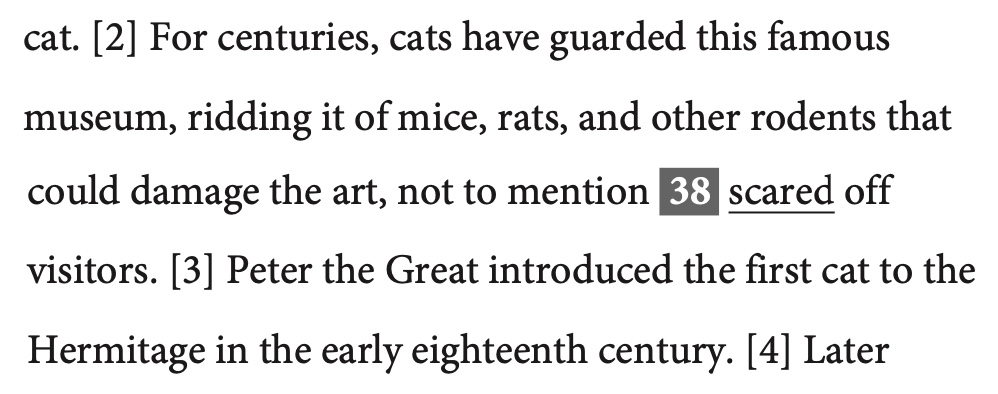 cat. [2] For centuries, cats have guarded this famous
museum, ridding it of mice, rats, and other rodents that
could damage the art, not to mention 38 scared off
visitors. [3] Peter the Great introduced the first cat to the
Hermitage in the early eighteenth century. [4] Later